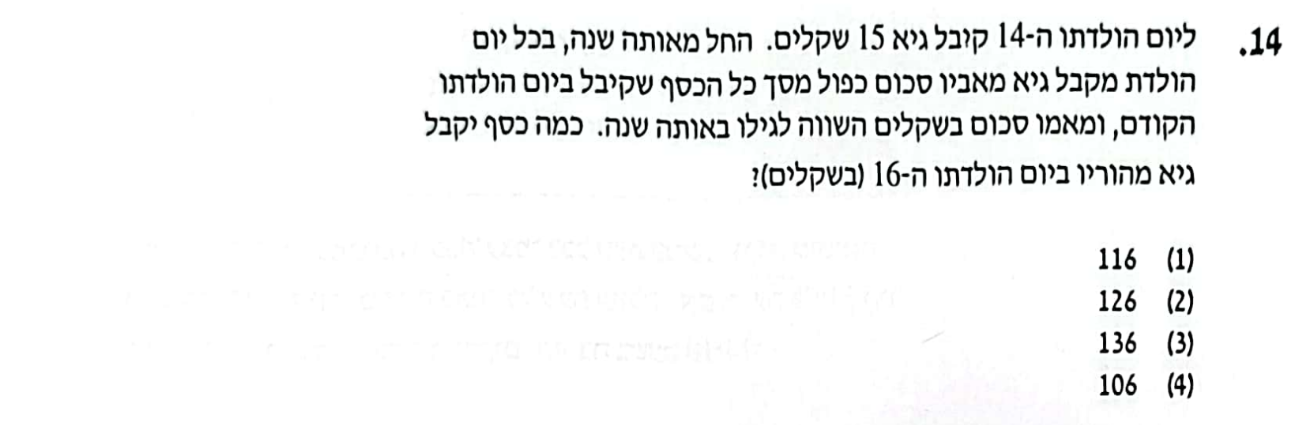 14. ליום הולדתו ה-14 קיבל גיא 15 שקלים. החל מאותה שנה, בכל יום
הולדת מקבל גיא מאביו סכום כפול מסך כל הכסף שקיבל ביום הולדתו
הקודם, ומאמו סכום בשקלים השווה לגילו באותה שנה. כמה כסף יקבל
גיא מהוריו ביום הולדתו ה-16 (בשקלים)?
(1) 116
(2) 126
(3) 136
(4) 106